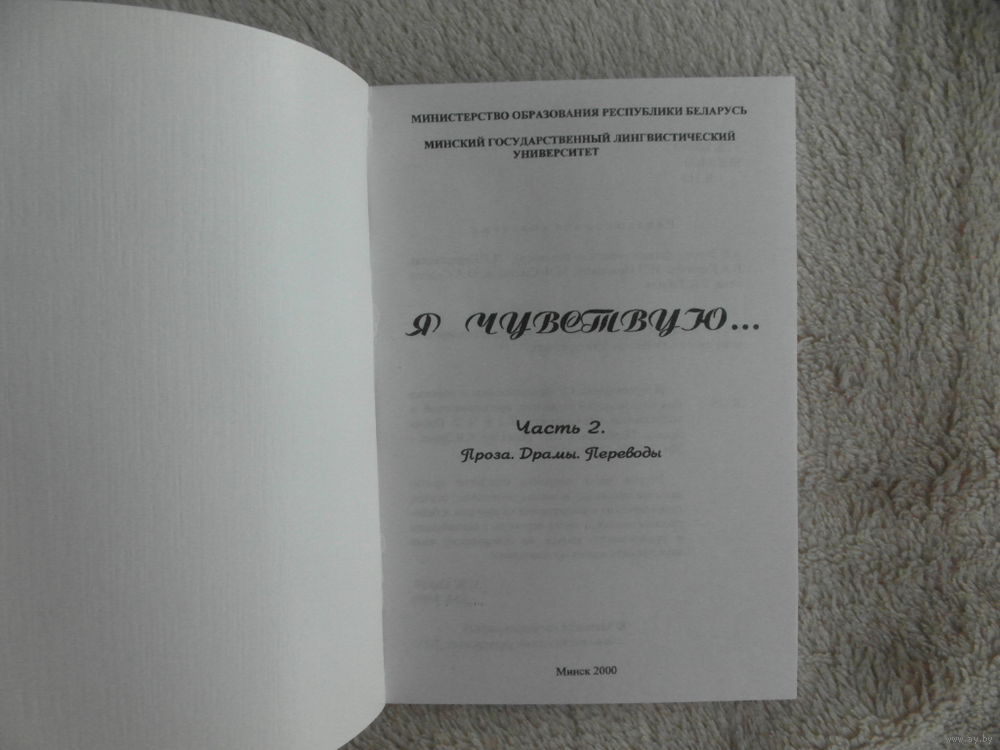 МИНИСТЕРСТВО ОБРАЗОВАНИЯ РЕСПУБЛИКИ БЕЛАРУСЬ
МИНСКИЙ ГОСУДАРСТВЕННЫЙ ЛИНГВИСТИЧЕСКИЙ
УНИВЕРСИТЕТ
Я ЧУВСТВУЮ...
Часть 2.
Проза. Драмы. Переводы
Минск 2000
www.ay.by